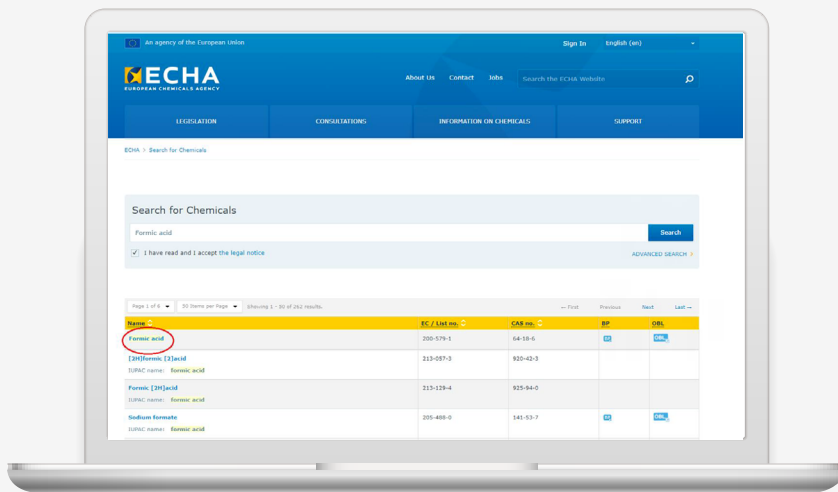 An agency of the European Union
Sign In English (en)
ECHA
EUROPEAN CHEMICALS AGENCY
About Us Contact Jobs Search the ECHA Website
LEGISLATION CONSULTATIONS INFORMATION ON CHEMICALS SUPPORT
ECHA > Search for Chemicals
Search for Chemicals
Formic acid Search
I have read and I accept the legal notice ADVANCED SEARCH
Page 1 of 6 50 Items per Page Showing 1 - 50 of 262 results. ← First Previous Next Last →
Name EC / List no. CAS no. BP OBL
Formic acid 200-579-1 64-18-6 BP OBL
[2H]formic [2]acid 213-057-3 920-42-3
IUPAC name: formic acid
Formic [2H]acid 213-129-4 925-94-0
IUPAC name: formic acid
Sodium formate 205-488-0 141-53-7 BP OBL
IUPAC name: formic acid